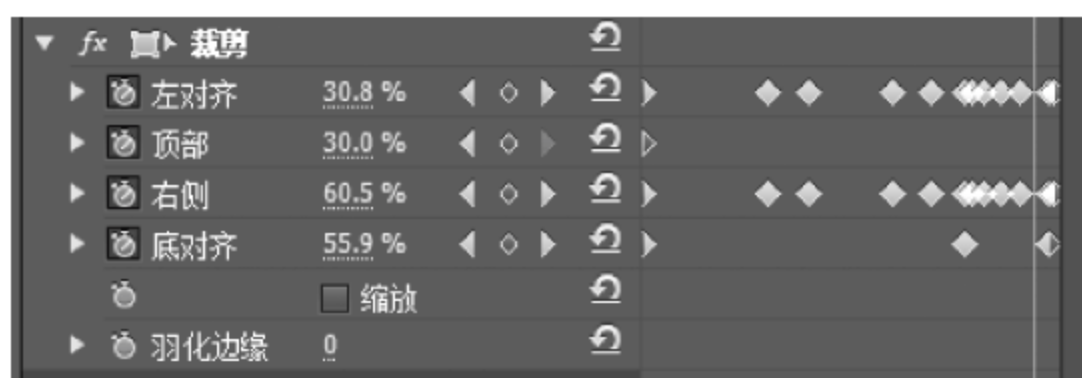 fx 裁剪
左对齐 30.8 %
顶部 30.0 %
右侧 60.5 %
底对齐 55.9 %
缩放
羽化边缘 0